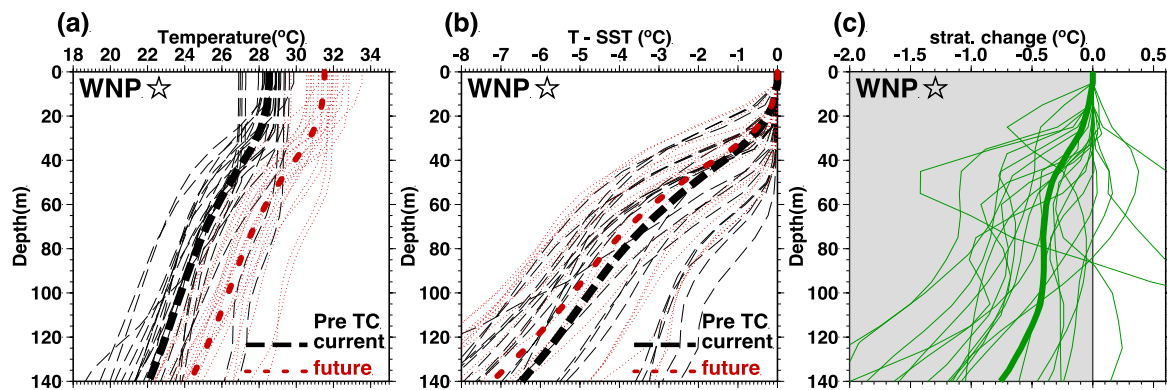 (a) Temperature(°C)
18 20 22 24 26 28 30 32 34
WNP ☆
Depth(m)
0
20
40
60
80
100
120
140
Pre TC
current
future
(b) T - SST (°C)
-8 -7 -6 -5 -4 -3 -2 -1 0
WNP ☆
Depth(m)
0
20
40
60
80
100
120
140
Pre TC
current
future
(c) strat. change (°C)
-2.0 -1.5 -1.0 -0.5 0.0 0.5
WNP ☆
Depth(m)
0
20
40
60
80
100
120
140